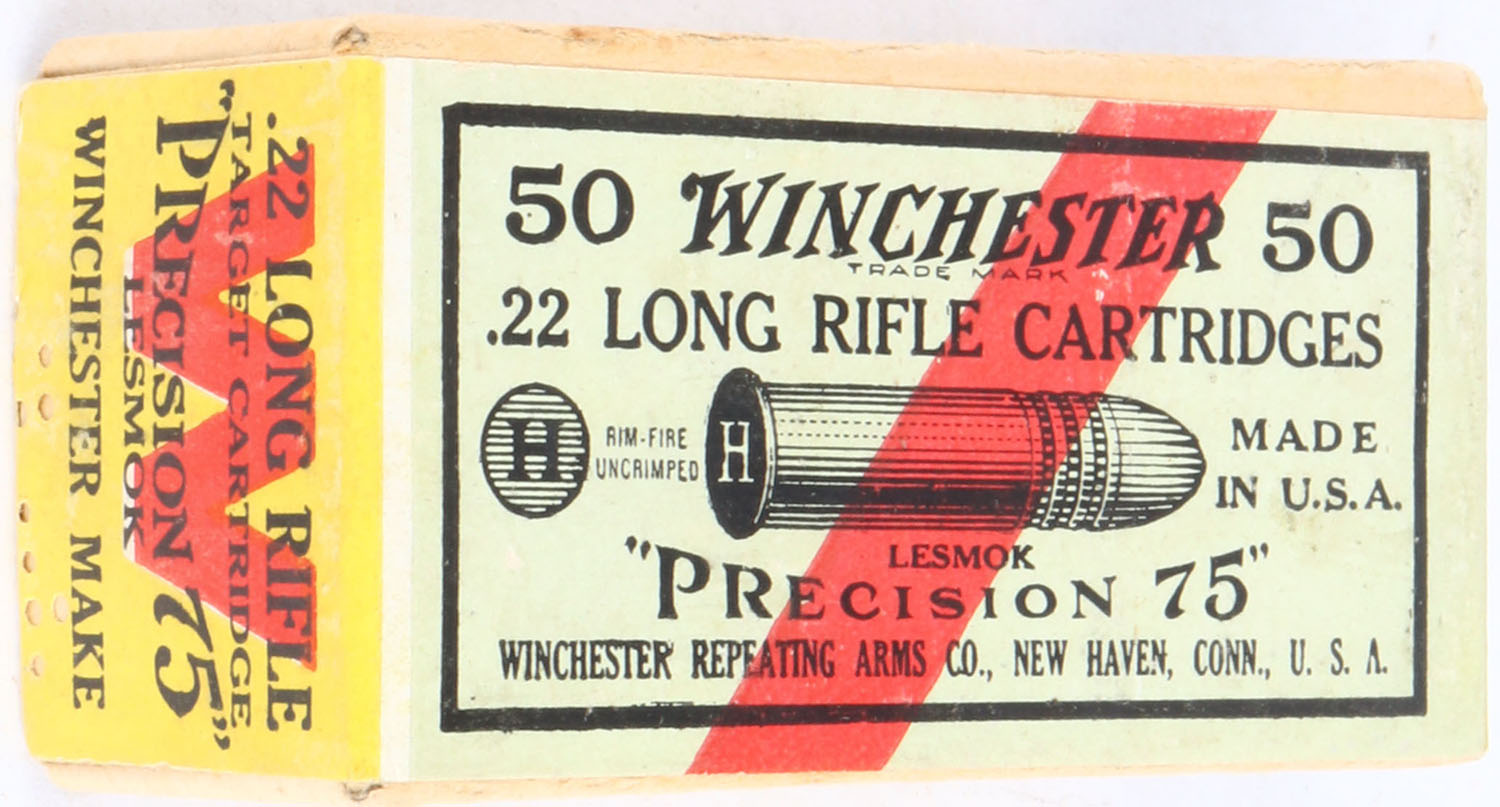 50 WINCHESTER 50
TRADE MARK
.22 LONG RIFLE CARTRIDGES
H
RIM-FIRE
UNCRIMPED
H
MADE
IN U.S.A.
LESMOK
"PRECISION 75"
WINCHESTER REPEATING ARMS CO., NEW HAVEN, CONN., U. S. A.
.22 LONG RIFLE
TARGET CARTRIDGE
"PRECISION 75"
LESMOK
WINCHESTER MAKE
W